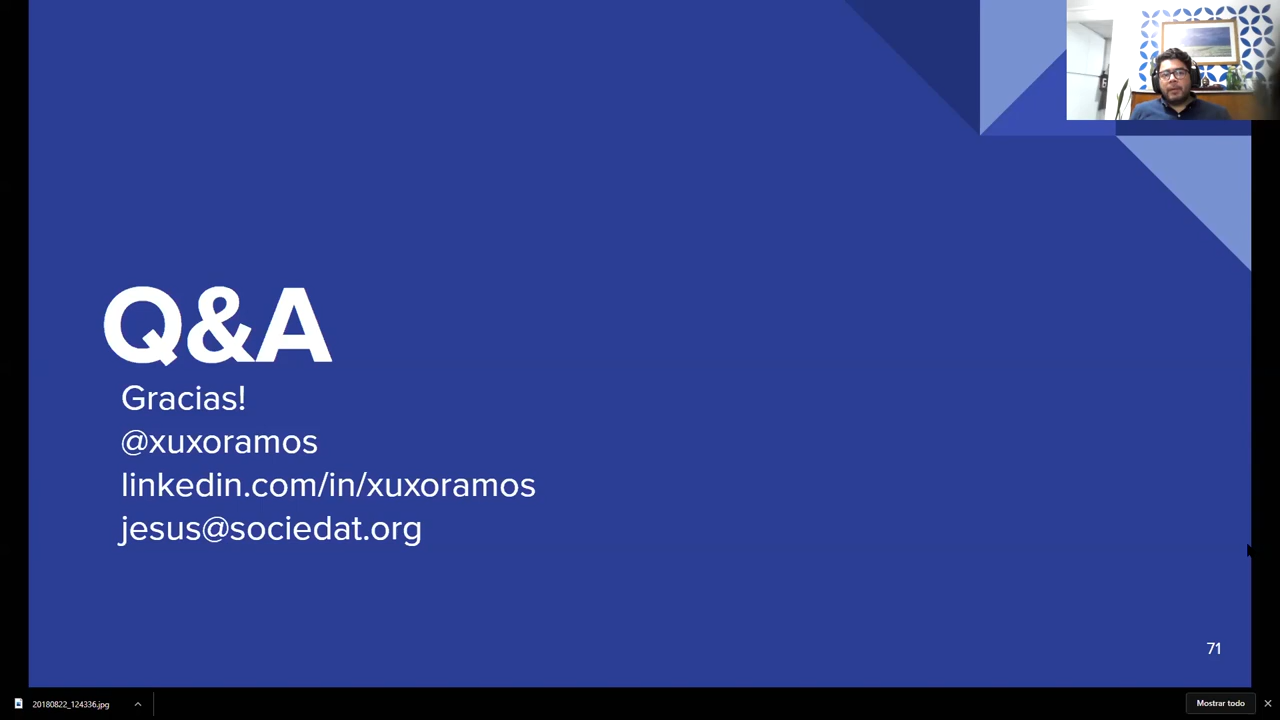 Q&A
Gracias!
@xuxoramos
linkedin.com/in/xuxoramos
jesus@sociedat.org
71
20180822_124336.jpg
Mostrar todo